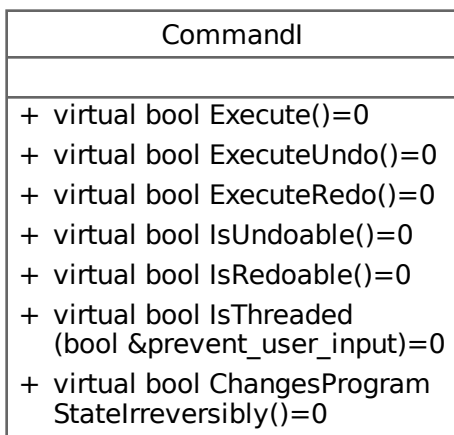 CommandI
+ virtual bool Execute()=0
+ virtual bool ExecuteUndo()=0
+ virtual bool ExecuteRedo()=0
+ virtual bool IsUndoable()=0
+ virtual bool IsRedoable()=0
+ virtual bool IsThreaded
(bool &prevent_user_input)=0
+ virtual bool ChangesProgram
StateIrreversibly()=0